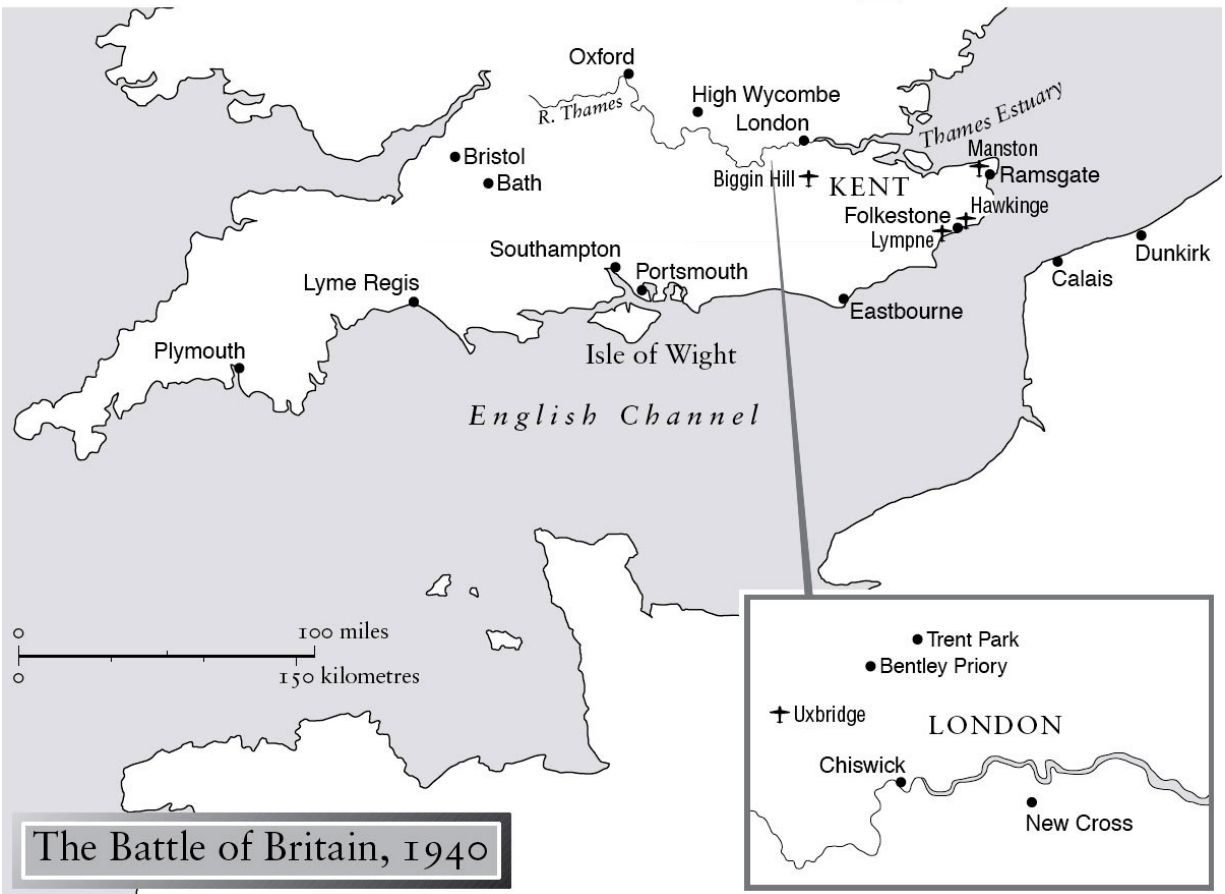 Oxford
R. Thames
High Wycombe
London
Thames Estuary
Manston
Bristol
Bath
Biggin Hill
KENT
Ramsgate
Hawkinge
Folkestone
Lympne
Dunkirk
Southampton
Portsmouth
Calais
Lyme Regis
Eastbourne
Plymouth
Isle of Wight
English Channel
0 100 miles
0 150 kilometres
Trent Park
Bentley Priory
Uxbridge
LONDON
Chiswick
New Cross
The Battle of Britain, 1940